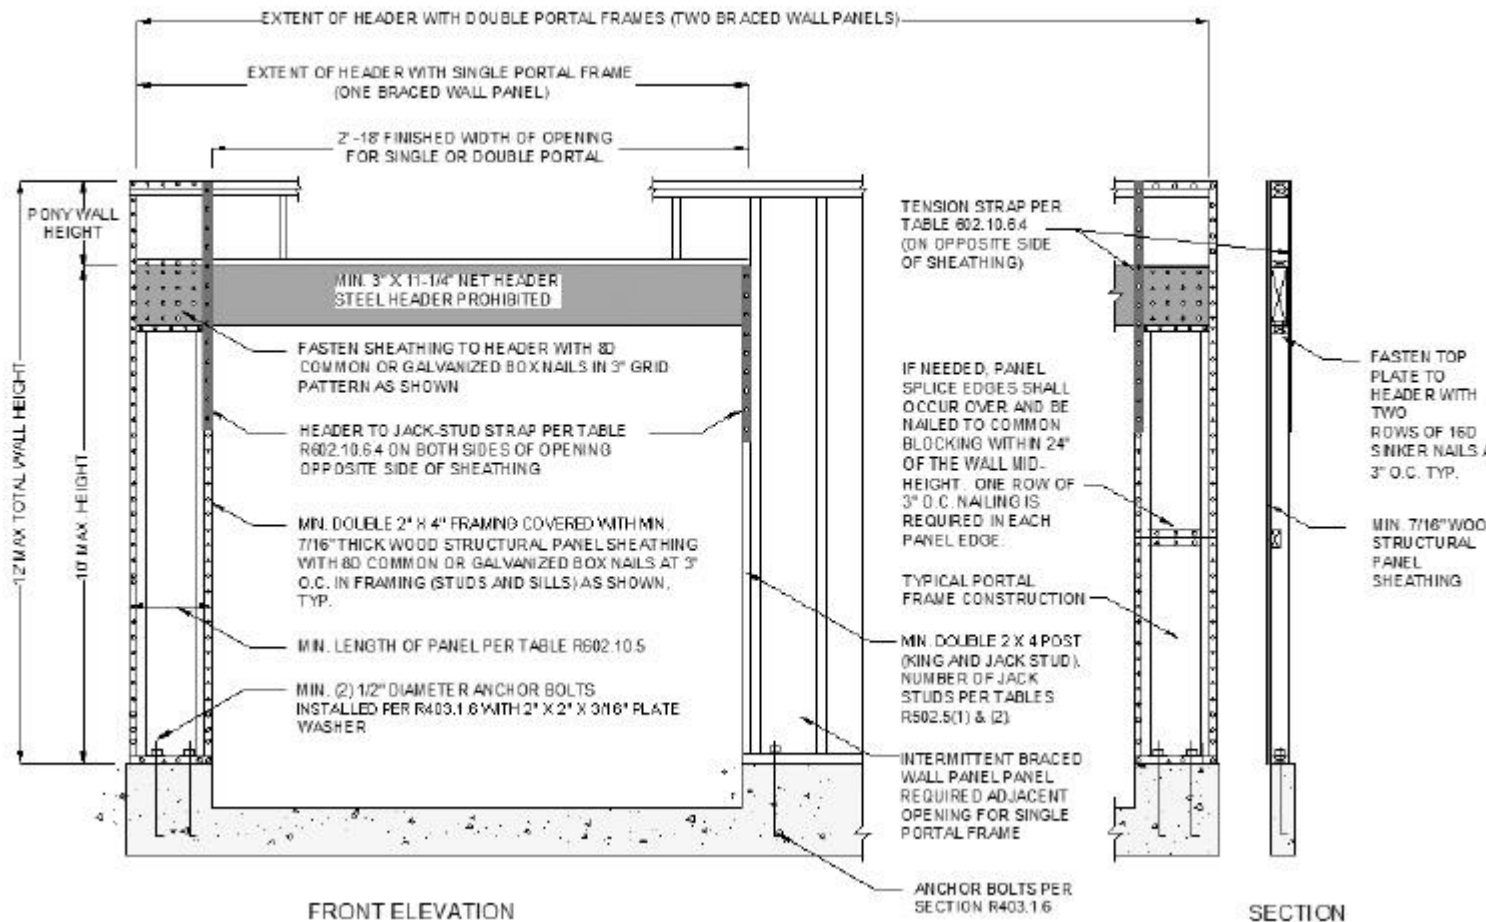 EXTENT OF HEADER WITH DOUBLE PORTAL FRAMES (TWO BRACED WALL PANELS)
EXTENT OF HEADER WITH SINGLE PORTAL FRAME
(ONE BRACED WALL PANEL)
2'-18' FINISHED WIDTH OF OPENING
FOR SINGLE OR DOUBLE PORTAL
PONY WALL
HEIGHT
12' MAX TOTAL WALL HEIGHT
10' MAX. HEIGHT
MIN. 3" X 11-1/4" NET HEADER
STEEL HEADER PROHIBITED
FASTEN SHEATHING TO HEADER WITH 8D
COMMON OR GALVANIZED BOX NAILS IN 3" GRID
PATTERN AS SHOWN
HEADER TO JACK-STUD STRAP PER TABLE
R602.10.6.4 ON BOTH SIDES OF OPENING
OPPOSITE SIDE OF SHEATHING
MIN. DOUBLE 2" X 4" FRAMING COVERED WITH MIN.
7/16" THICK WOOD STRUCTURAL PANEL SHEATHING
WITH 8D COMMON OR GALVANIZED BOX NAILS AT 3"
O.C. IN FRAMING (STUDS AND SILLS) AS SHOWN,
TYP.
MIN. LENGTH OF PANEL PER TABLE R602.10.5
MIN. (2) 1/2" DIAMETER ANCHOR BOLTS
INSTALLED PER R403.1.6 WITH 2" X 2" X 3/16" PLATE
WASHER
TENSION STRAP PER
TABLE 602.10.6.4
(ON OPPOSITE SIDE
OF SHEATHING)
IF NEEDED, PANEL
SPLICE EDGES SHALL
OCCUR OVER AND BE
NAILED TO COMMON
BLOCKING WITHIN 24"
OF THE WALL MID-
HEIGHT. ONE ROW OF
3" O.C. NAILING IS
REQUIRED IN EACH
PANEL EDGE.
TYPICAL PORTAL
FRAME CONSTRUCTION
MIN. DOUBLE 2 X 4 POST
(KING AND JACK STUD).
NUMBER OF JACK
STUDS PER TABLES
R502.5(1) & (2).
INTERMITTENT BRACED
WALL PANEL PANEL
REQUIRED ADJACENT
OPENING FOR SINGLE
PORTAL FRAME
ANCHOR BOLTS PER
SECTION R403.1.6
FASTEN TOP
PLATE TO
HEADER WITH
TWO
ROWS OF 16D
SINKER NAILS A
3" O.C. TYP.
MIN. 7/16" WOO
STRUCTURAL
PANEL
SHEATHING
FRONT ELEVATION
SECTION